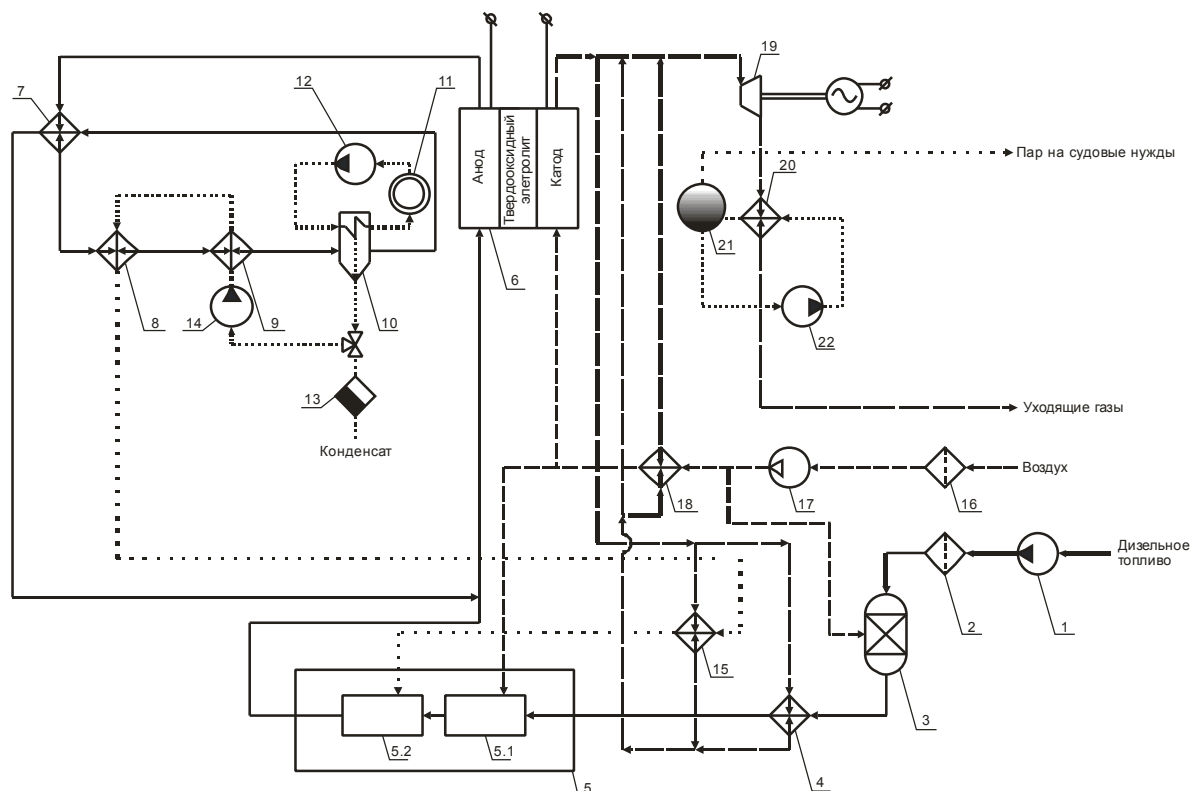 19
7
12
11
Анод
Твердооксидный
элетролит
Катод
Пар на судовые нужды
20
21
6
8
14
9
10
22
13
Конденсат
Уходящие газы
Воздух
18
17
16
Дизельное
топливо
2
1
15
3
5.2
5.1
4
5